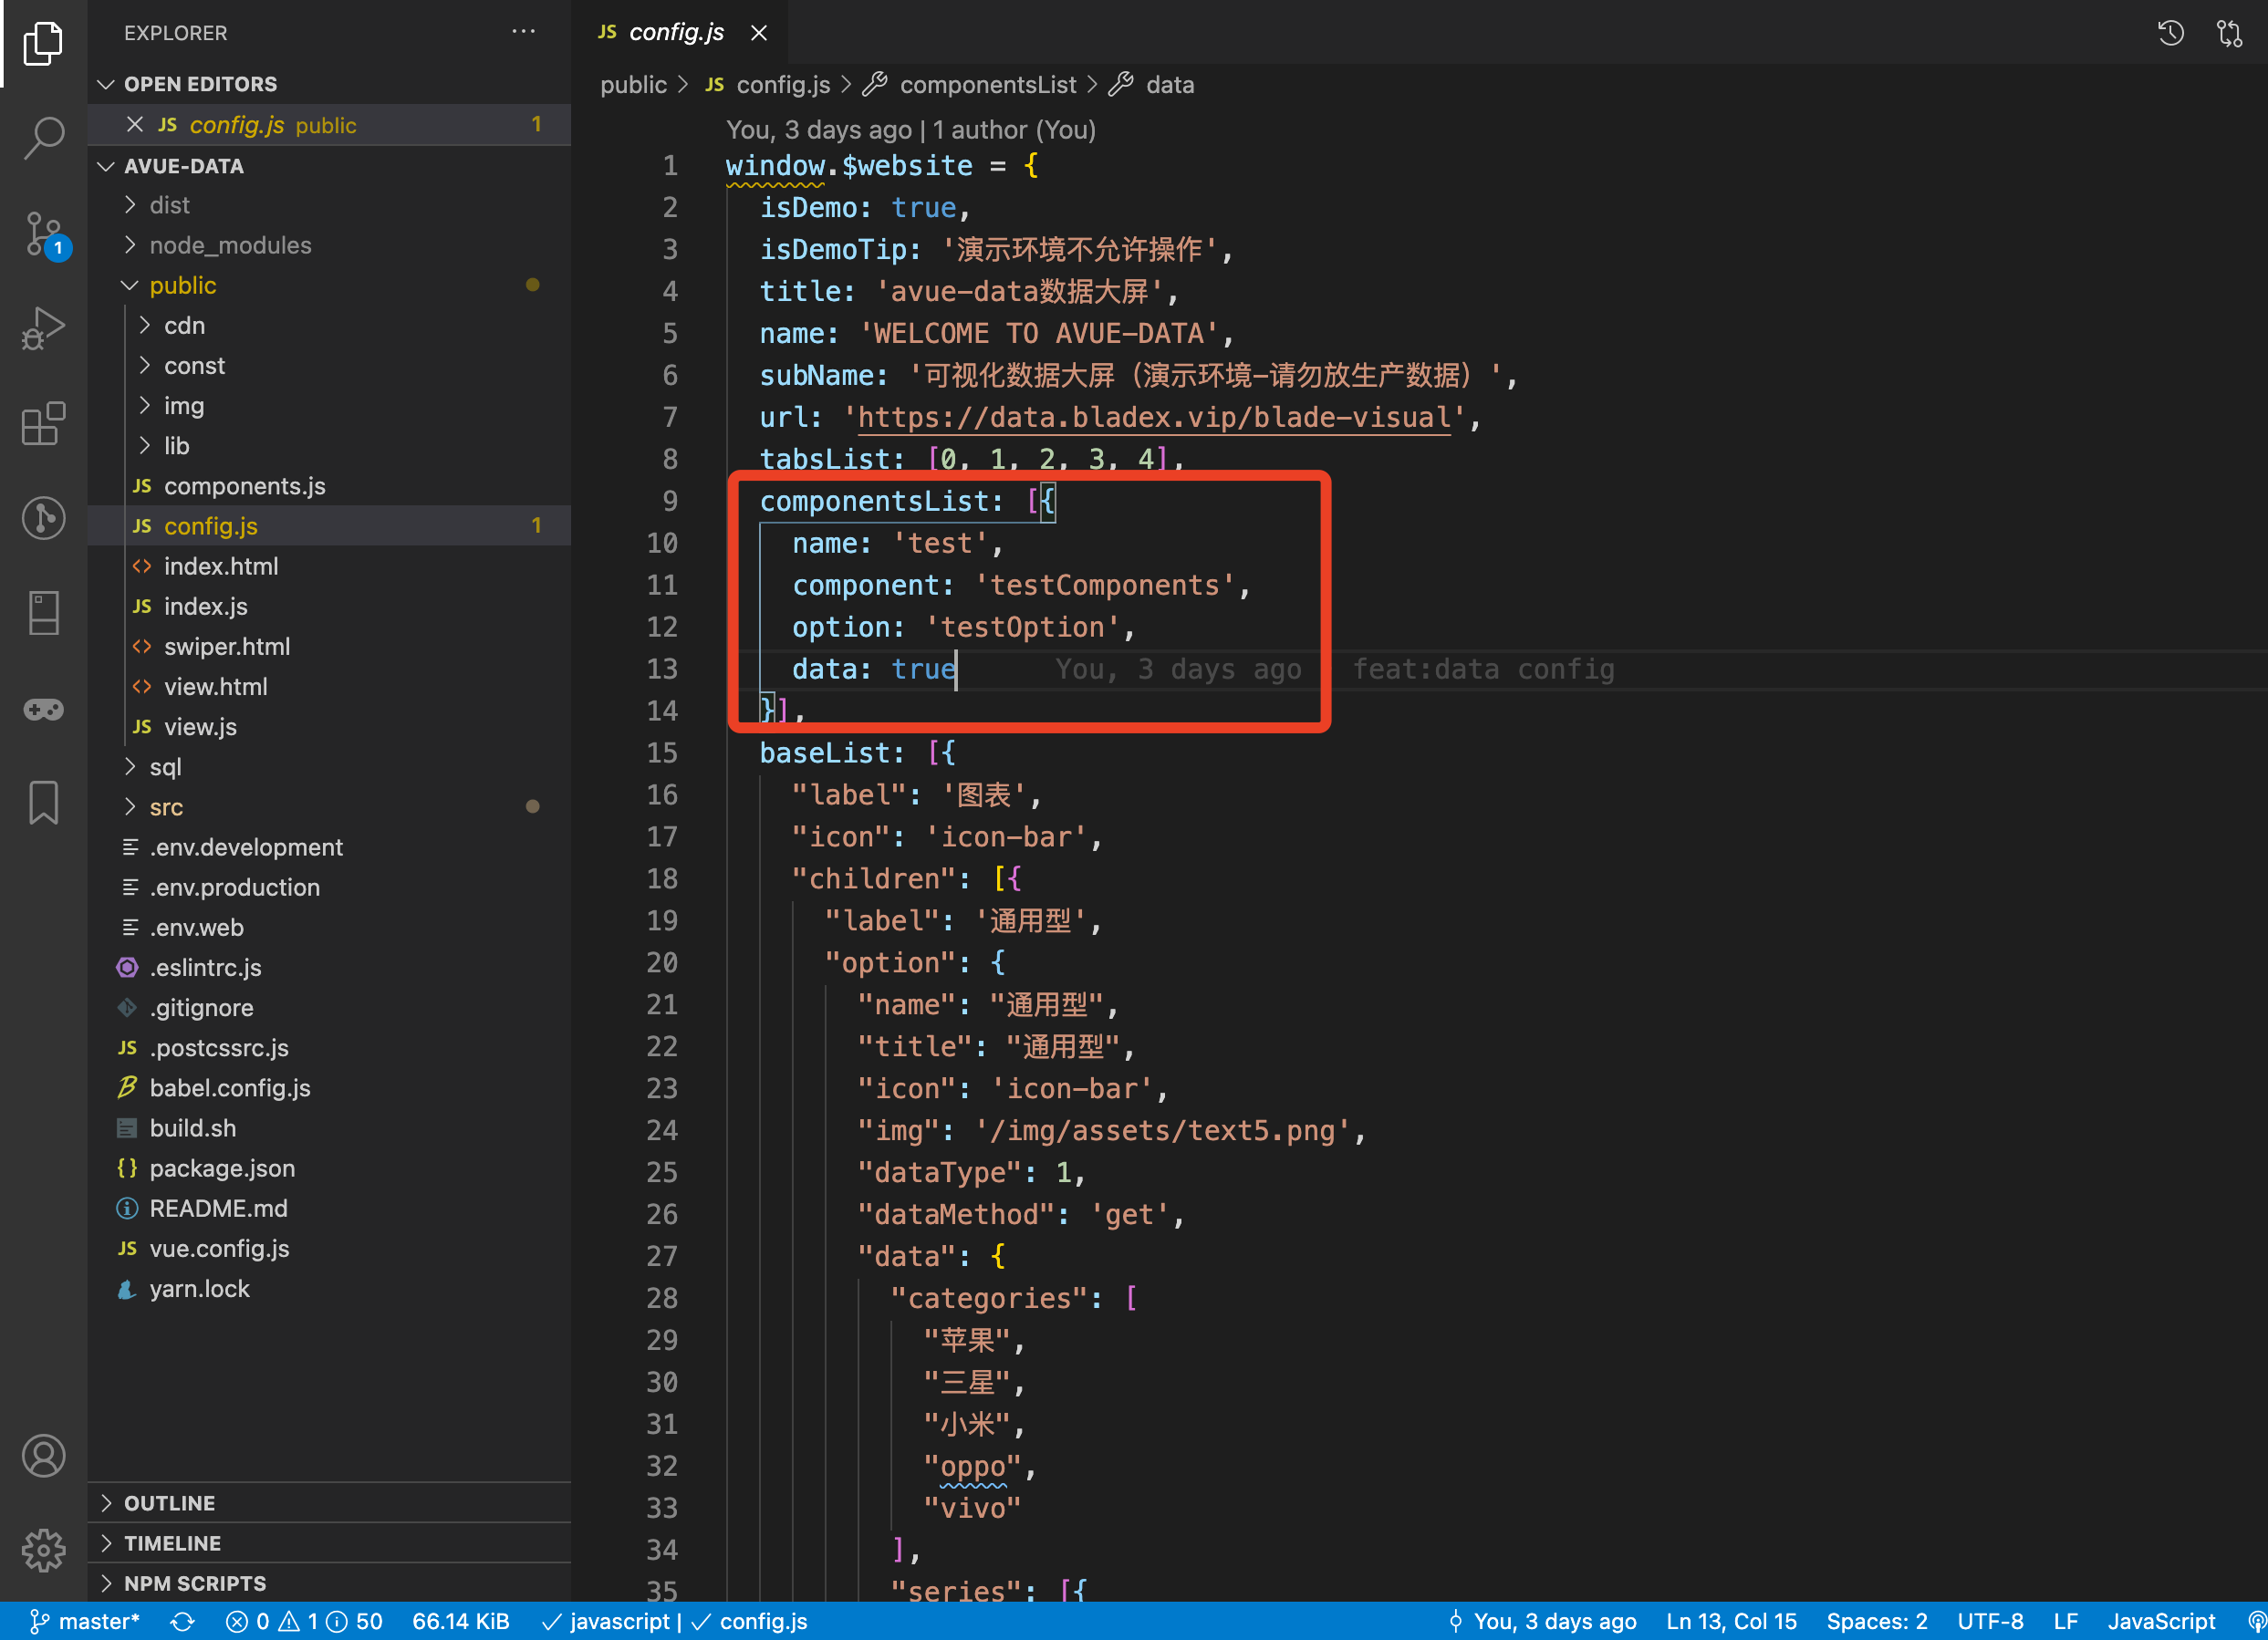 EXPLORER
OPEN EDITORS
JS config.js public 1
AVUE-DATA
dist
node_modules
public
cdn
const
img
lib
JS components.js
JS config.js 1
<> index.html
JS index.js
<> swiper.html
<> view.html
JS view.js
sql
src
.env.development
.env.production
.env.web
.eslintrc.js
.gitignore
JS .postcssrc.js
babel.config.js
build.sh
{} package.json
README.md
JS vue.config.js
yarn.lock
OUTLINE
TIMELINE
NPM SCRIPTS
1
JS config.js
public > JS config.js > componentsList > data
You, 3 days ago | 1 author (You)
1 window.$website = {
2 isDemo: true,
3 isDemoTip: '演示环境不允许操作',
4 title: 'avue-data数据大屏',
5 name: 'WELCOME TO AVUE-DATA',
6 subName: '可视化数据大屏（演示环境-请勿放生产数据）',
7 url: 'https://data.bladex.vip/blade-visual',
8 tabsList: [0, 1, 2, 3, 4],
9 componentsList: [{
10 name: 'test',
11 component: 'testComponents',
12 option: 'testOption',
13 data: true You, 3 days ago feat:data config
14 }],
15 baseList: [{
16 "label": '图表',
17 "icon": 'icon-bar',
18 "children": [{
19 "label": '通用型',
20 "option": {
21 "name": "通用型",
22 "title": "通用型",
23 "icon": 'icon-bar',
24 "img": '/img/assets/text5.png',
25 "dataType": 1,
26 "dataMethod": 'get',
27 "data": {
28 "categories": [
29 "苹果",
30 "三星",
31 "小米",
32 "oppo",
33 "vivo"
34 ],
35 "series": [{
master* 0 1 50 66.14 KiB javascript | config.js You, 3 days ago Ln 13, Col 15 Spaces: 2 UTF-8 LF JavaScript